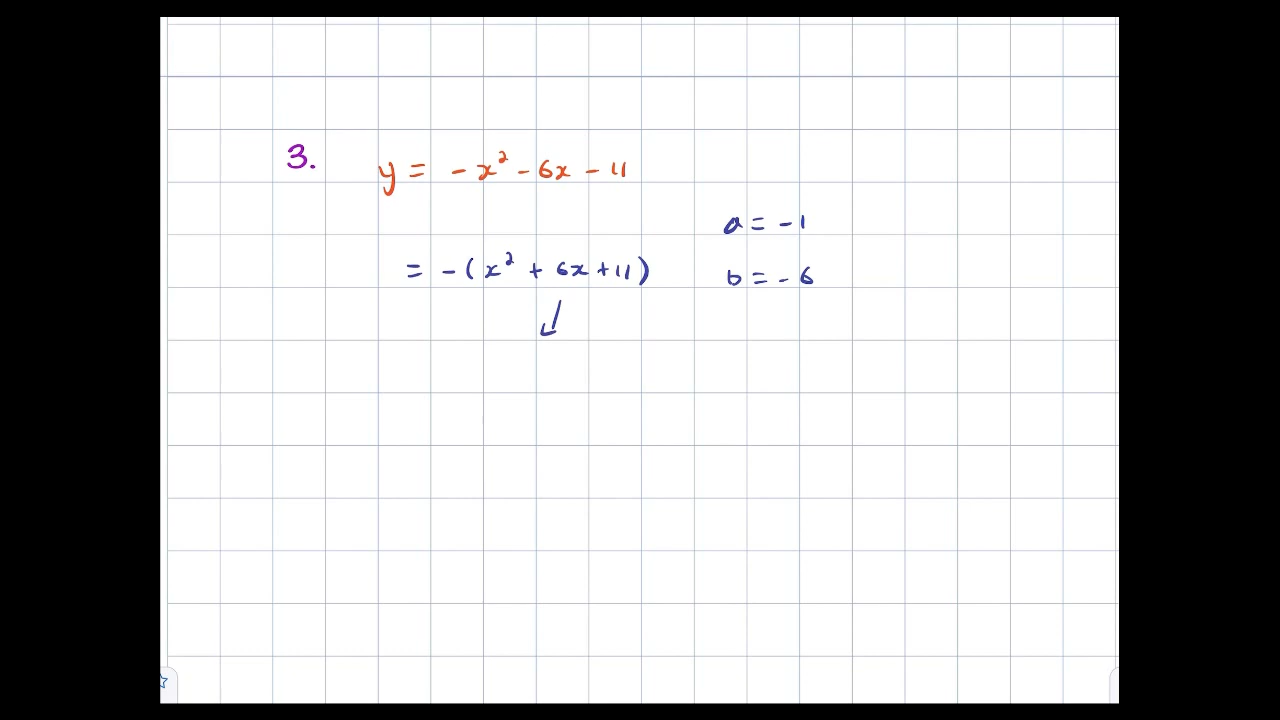 3. y = -x² - 6x - 11
a = -1
= -(x² + 6x + 11)
b = -6